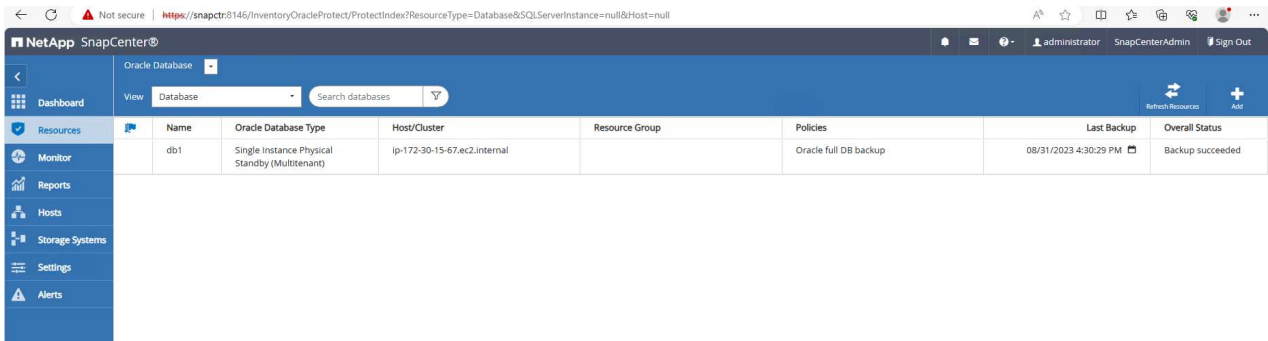 Not secure | https://snapctr:8146/InventoryOracleProtect/ProtectIndex?ResourceType=Database&SQLServerInstance=null&Host=null
NetApp SnapCenter®
administrator SnapCenterAdmin Sign Out
Oracle Database
View Database Search databases
Refresh Resources Add
Dashboard
Resources
Monitor
Reports
Hosts
Storage Systems
Settings
Alerts
Name Oracle Database Type Host/Cluster Resource Group Policies Last Backup Overall Status
db1 Single Instance Physical Standby (Multitenant) ip-172-30-15-67.ec2.internal Oracle full DB backup 08/31/2023 4:30:29 PM Backup succeeded